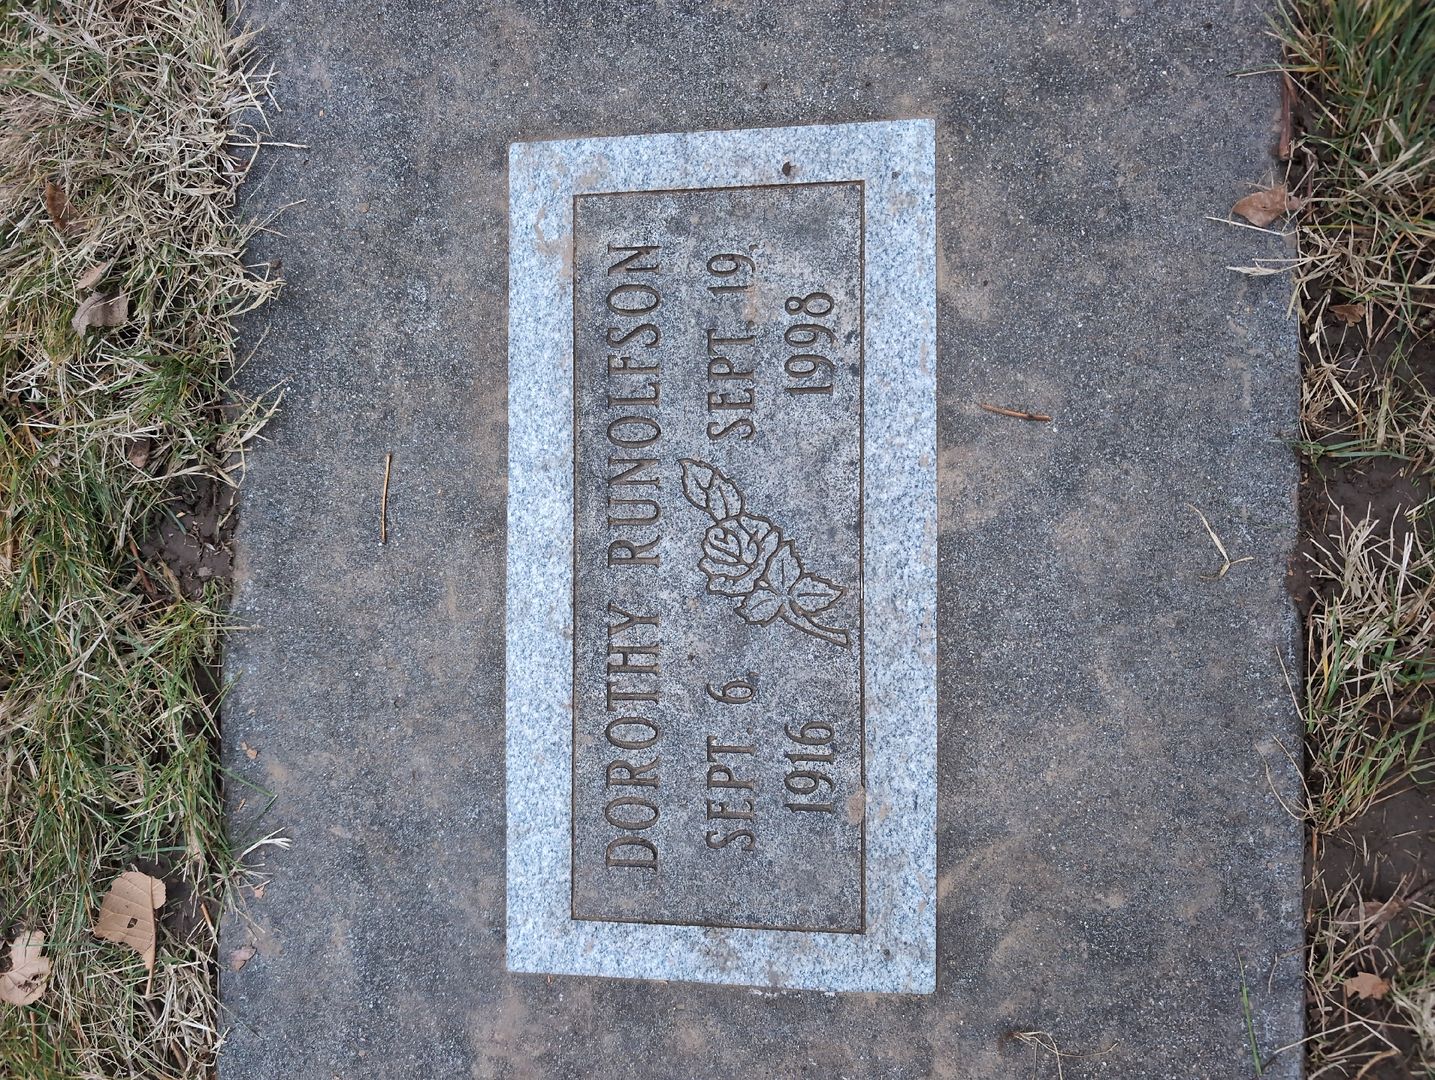 DOROTHY RUNOLFSON
SEPT. 6, SEPT. 19,
1916 1998